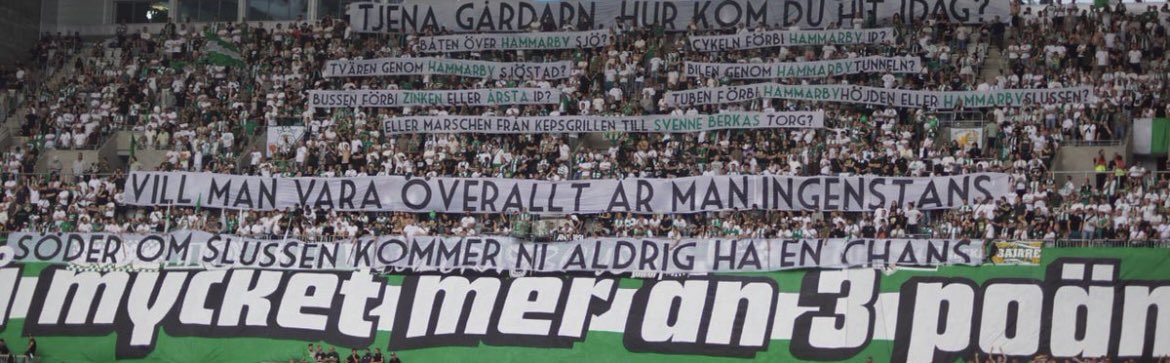 TJENA GÅRDARN, HUR KOM DU HIT IDAG?
BÅTEN ÖVER HAMMARBY SJÖ?
CYKELN FÖRBI HAMMARBY IP?
TVÄREN GENOM HAMMARBY SJÖSTAD?
BILEN GENOM HAMMARBY TUNNELN?
BUSSEN FÖRBI ZINKEN ELLER ÅRSTA IP?
TUBEN FÖRBI HAMMARBYHÖJDEN ELLER HAMMARBYSLUSSEN?
ELLER MARSCHEN FRÅN KEPSGRILLEN TILL SVENNE BERKAS TORG?
VILL MAN VARA ÖVERALLT ÄR MAN INGENSTANS
SÖDER OM SLUSSEN KOMMER NI ALDRIG HA EN CHANS
BAJARE
mycket mer än 3 poän